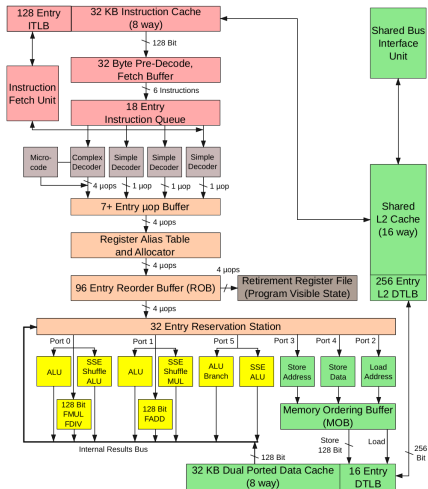 128 Entry
ITLB
32 KB Instruction Cache
(8 way)
Shared Bus
Interface
Unit
128 Bit
32 Byte Pre-Decode,
Fetch Buffer
Instruction
Fetch Unit
6 Instructions
18 Entry
Instruction Queue
Micro-
code
Complex
Decoder
Simple
Decoder
Simple
Decoder
Simple
Decoder
4 µops
1 µop
1 µop
1 µop
Shared
L2 Cache
(16 way)
7+ Entry µop Buffer
4 µops
Register Alias Table
and Allocator
4 µops
4 µops
96 Entry Reorder Buffer (ROB)
Retirement Register File
(Program Visible State)
256 Entry
L2 DTLB
4 µops
32 Entry Reservation Station
Port 0
Port 1
Port 5
Port 3
Port 4
Port 2
ALU
SSE
Shuffle
ALU
ALU
SSE
Shuffle
MUL
ALU
Branch
SSE
ALU
Store
Address
Store
Data
Load
Address
128 Bit
FMUL
FDIV
128 Bit
FADD
Memory Ordering Buffer
(MOB)
Internal Results Bus
Store
128 Bit
Load
128 Bit
256
Bit
32 KB Dual Ported Data Cache
(8 way)
16 Entry
DTLB